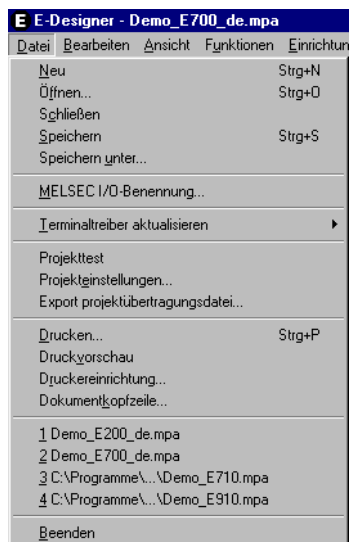 E E-Designer - Demo_E700_de.mpa
Datei Bearbeiten Ansicht Funktionen Einrichtun
Neu Strg+N
Öffnen... Strg+O
Schließen
Speichern Strg+S
Speichern unter...
MELSEC I/O-Benennung...
Terminaltreiber aktualisieren
Projekttest
Projekteinstellungen...
Export projektübertragungsdatei...
Drucken... Strg+P
Druckvorschau
Druckereinrichtung...
Dokumentkopfzeile...
1 Demo_E200_de.mpa
2 Demo_E700_de.mpa
3 C:\Programme\...\Demo_E710.mpa
4 C:\Programme\...\Demo_E910.mpa
Beenden